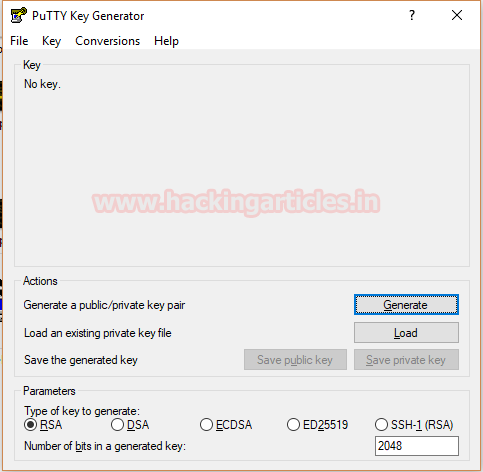 PuTTY Key Generator
?
File Key Conversions Help
Key
No key.
www.hackingarticles.in
Actions
Generate a public/private key pair
Generate
Load an existing private key file
Load
Save the generated key
Save public key
Save private key
Parameters
Type of key to generate:
RSA DSA ECDSA ED25519 SSH-1 (RSA)
Number of bits in a generated key:
2048